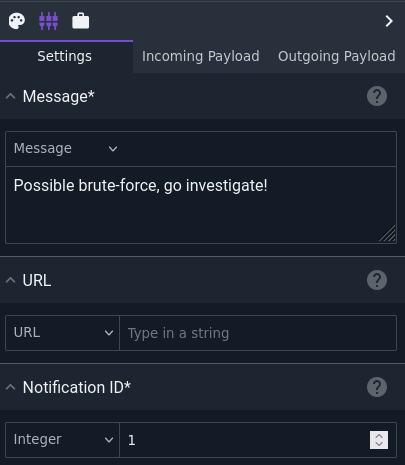 Settings Incoming Payload Outgoing Payload
Message*
Message
Possible brute-force, go investigate!
URL
URL Type in a string
Notification ID*
Integer 1